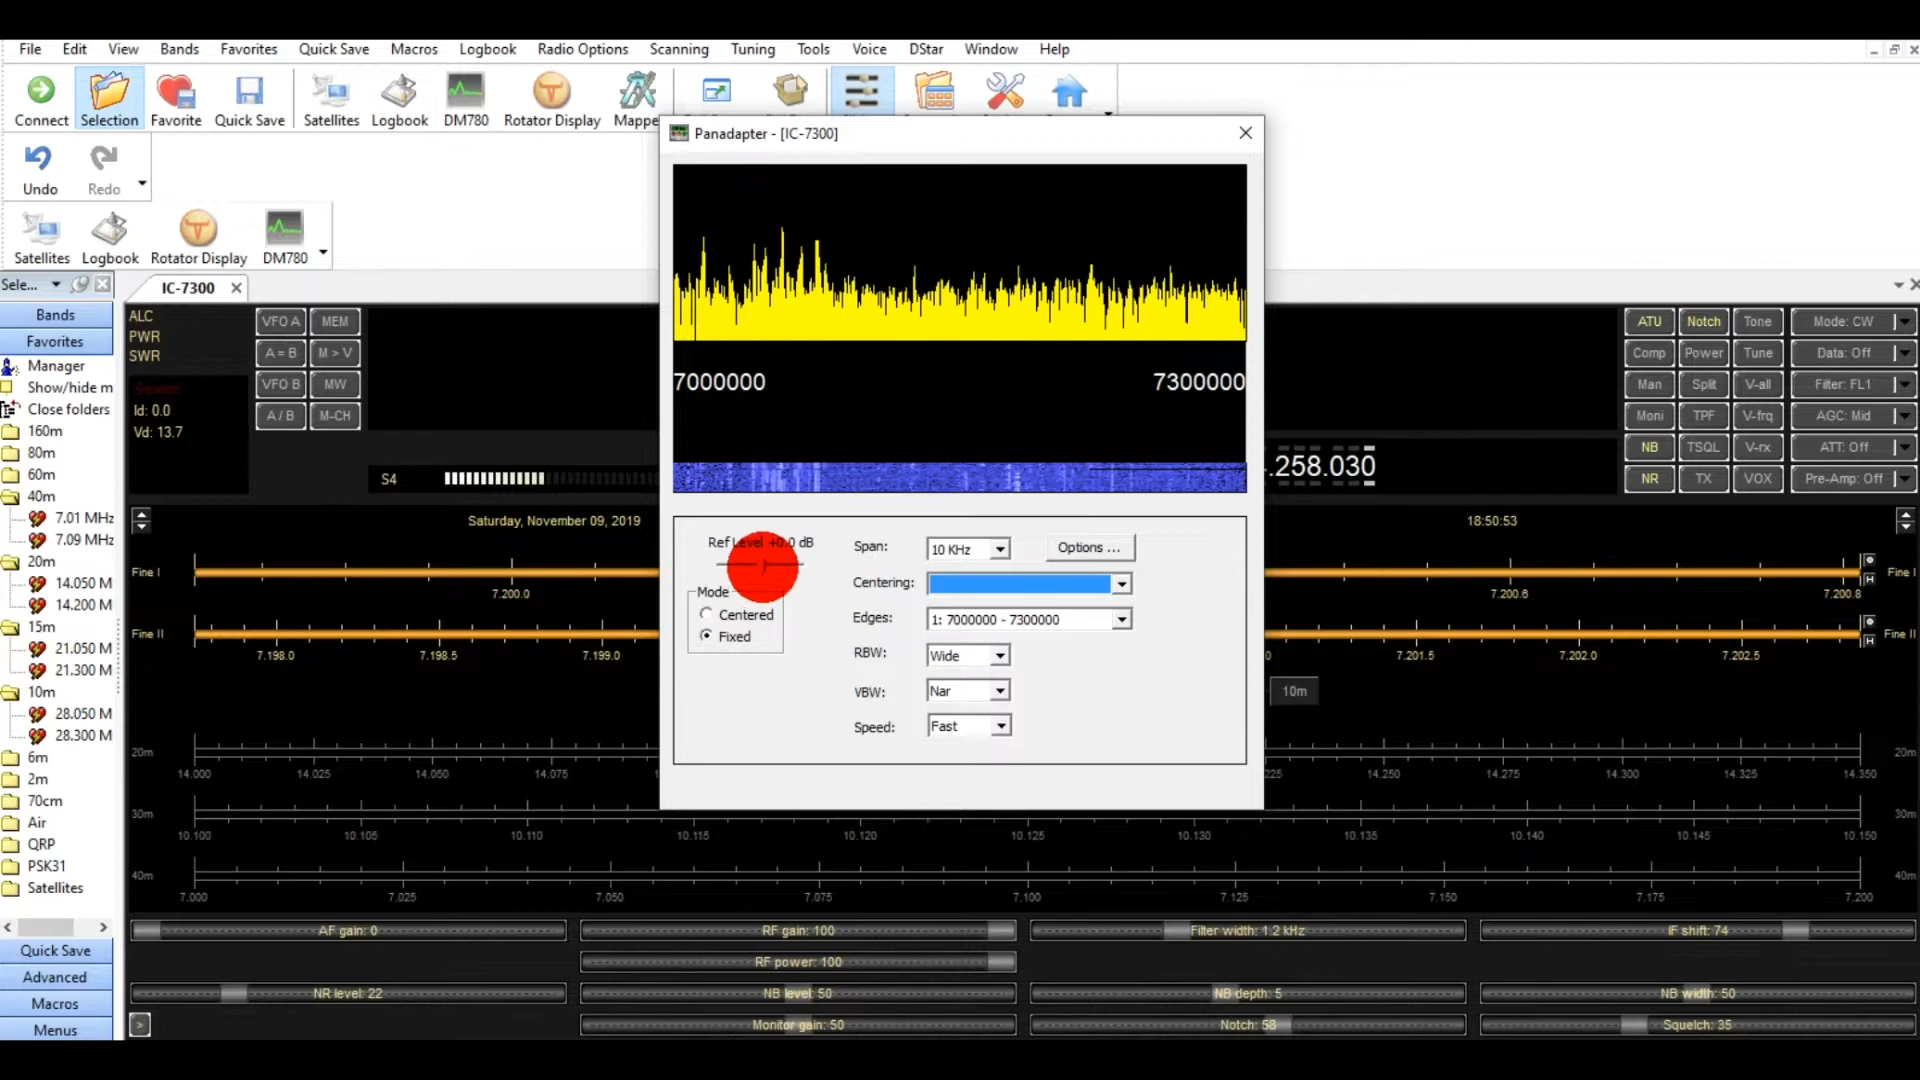 File Edit View Bands Favorites Quick Save Macros Logbook Radio Options Scanning Tuning Tools Voice DStar Window Help
Connect Selection Favorite Quick Save Satellites Logbook DM780 Rotator Display Mappe
Undo Redo
Satellites Logbook Rotator Display DM780
Panadapter - [IC-7300]
7000000 7300000
Ref Level +0.0 dB
Mode
Centered
Fixed
Span: 10 KHz Options ...
Centering:
Edges: 1: 7000000 - 7300000
RBW: Wide
VBW: Nar
Speed: Fast
Sele...
Bands
Favorites
Manager
Show/hide m
Close folders
160m
80m
60m
40m
7.01 MHz
7.09 MHz
20m
14.050 M
14.200 M
15m
21.050 M
21.300 M
10m
28.050 M
28.300 M
6m
2m
70cm
Air
QRP
PSK31
Satellites
Quick Save
Advanced
Macros
Menus
IC-7300
ALC
PWR
SWR
Id: 0.0
Vd: 13.7
VFO A MEM
A = B M > V
VFO B MW
A / B M-CH
S4
.258.030
ATU Notch Tone Mode: CW
Comp Power Tune Data: Off
Man Split V-all Filter: FL1
Moni TPF V-frq AGC: Mid
NB TSQL V-rx ATT: Off
NR TX VOX Pre-Amp: Off
Saturday, November 09, 2019 18:50:53
Fine I Fine I
7.200.0 7.200.6 7.200.8
Fine II Fine II
7.198.0 7.198.5 7.199.0 0 7.201.5 7.202.0 7.202.5
10m
20m 20m
14.000 14.025 14.050 14.075 225 14.250 14.275 14.300 14.325 14.350
30m 30m
10.100 10.105 10.110 10.115 10.120 10.125 10.130 10.135 10.140 10.145 10.150
40m 40m
7.000 7.025 7.050 7.075 7.100 7.125 7.150 7.175 7.200
AF gain: 0 RF gain: 100 Filter width: 1.2 kHz IF shift: 74
RF power: 100
NR level: 22 NB level: 50 NB depth: 5 NB width: 50
> Monitor gain: 50 Notch: 58 Squelch: 35